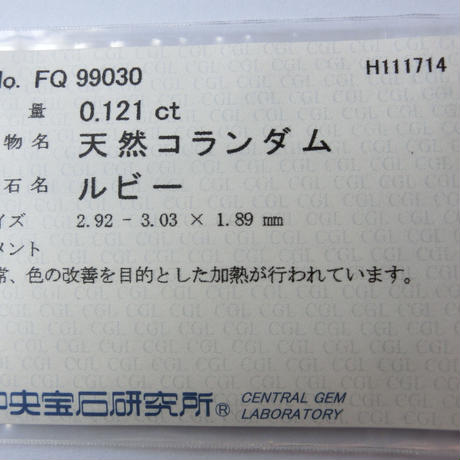 No. FQ 99030 H111714
量 0.121 ct
物名 天然コランダム
石名 ルビー
イズ 2.92 - 3.03 × 1.89 mm
メント
常、色の改善を目的とした加熱が行われています。
中央宝石研究所® CENTRAL GEM
LABORATORY